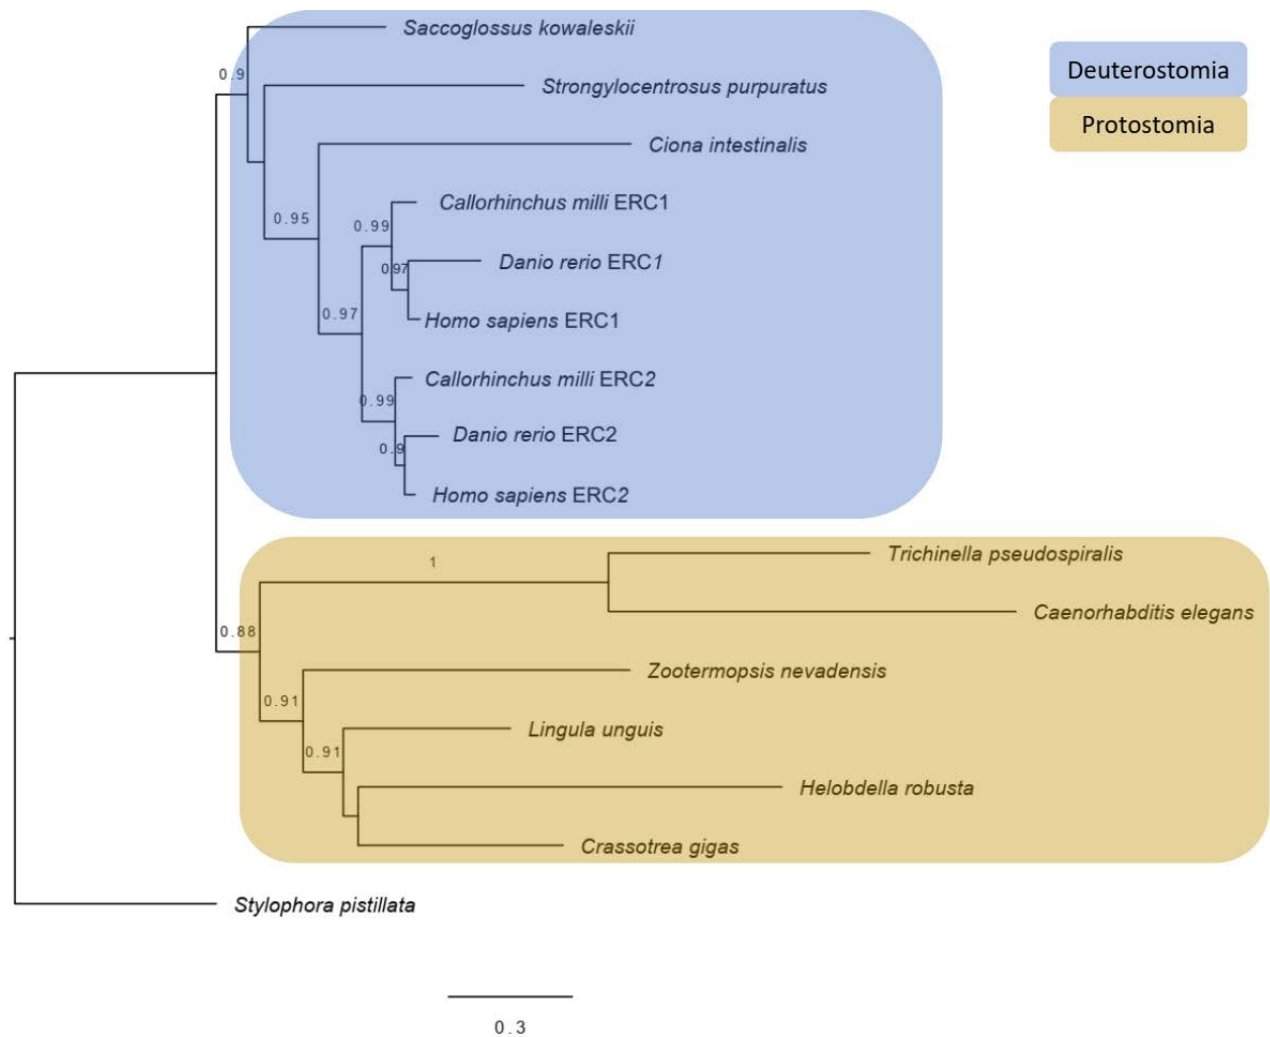 Saccoglossus kowaleskii
Deuterostomia
0.9
Strongylocentrosus purpuratus
Protostomia
Ciona intestinalis
Callorhinchus milli ERC1
0.95
0.99
Danio rerio ERC1
0.97
0.97
Homo sapiens ERC1
Callorhinchus milli ERC2
0.99
Danio rerio ERC2
0.9
Homo sapiens ERC2
1
Trichinella pseudospiralis
Caenorhabditis elegans
0.88
Zootermopsis nevadensis
0.91
Lingula unguis
0.91
Helobdella robusta
Crassotrea gigas
Stylophora pistillata
0.3